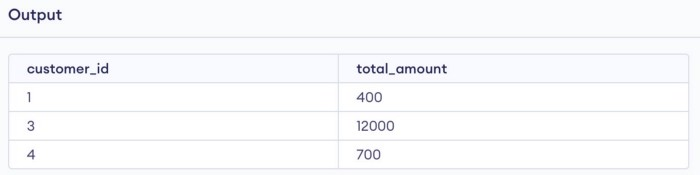 Output
customer_id total_amount
1 400
3 12000
4 700